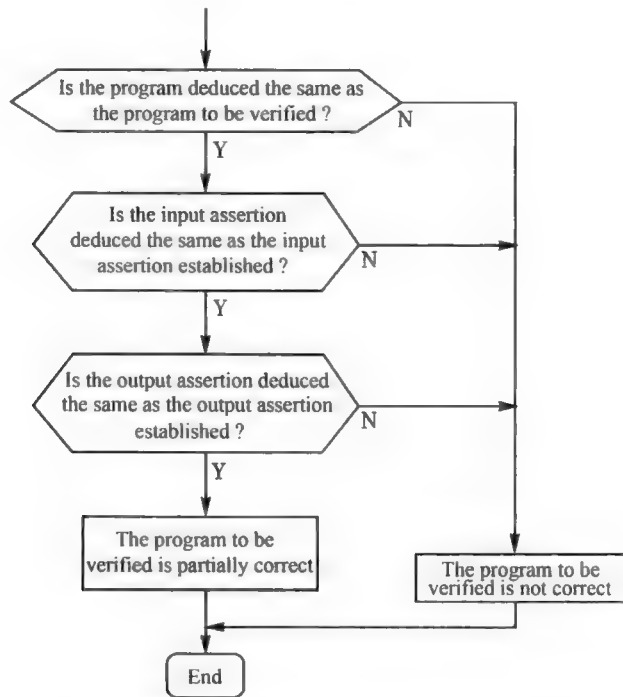 Is the program deduced the same as
the program to be verified ?
N
Y
Is the input assertion
deduced the same as the input
assertion established ?
N
Y
Is the output assertion deduced
the same as the output assertion
established ?
N
Y
The program to be
verified is partially correct
The program to be
verified is not correct
End